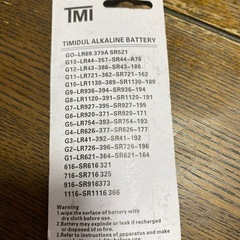 TMI
TIMIDUL ALKALINE BATTERY
GO-LR69.379A SR521
G13-LR44-357-SR44-A76
G12-LR43-386-SR43-186
G11-LR721-362-SR721-162
G10-LR1130-389-SR1130-189
G9-LR936-394-SR936-194
G8-LR1120-391-SR1120-191
G7-LR927-395-SR927-195
G6-LR920-371-SR920-171
G5-LR754-393-SR754-193
G4-LR626-377-SR626-177
G3-LR41-392-SR41-192
G2-LR726-396-SR726-196
G1-LR621-364-SR621-164
616-SR616 321
716-SR716 315
916-SR916373
1116-SR1116 366
Warning
1.wipe the surface of battery with
dry cloth before use.
2.Battery may explode or leak if recharged
or disposed of improperly.
3.Refer to instructions of apparatus and make